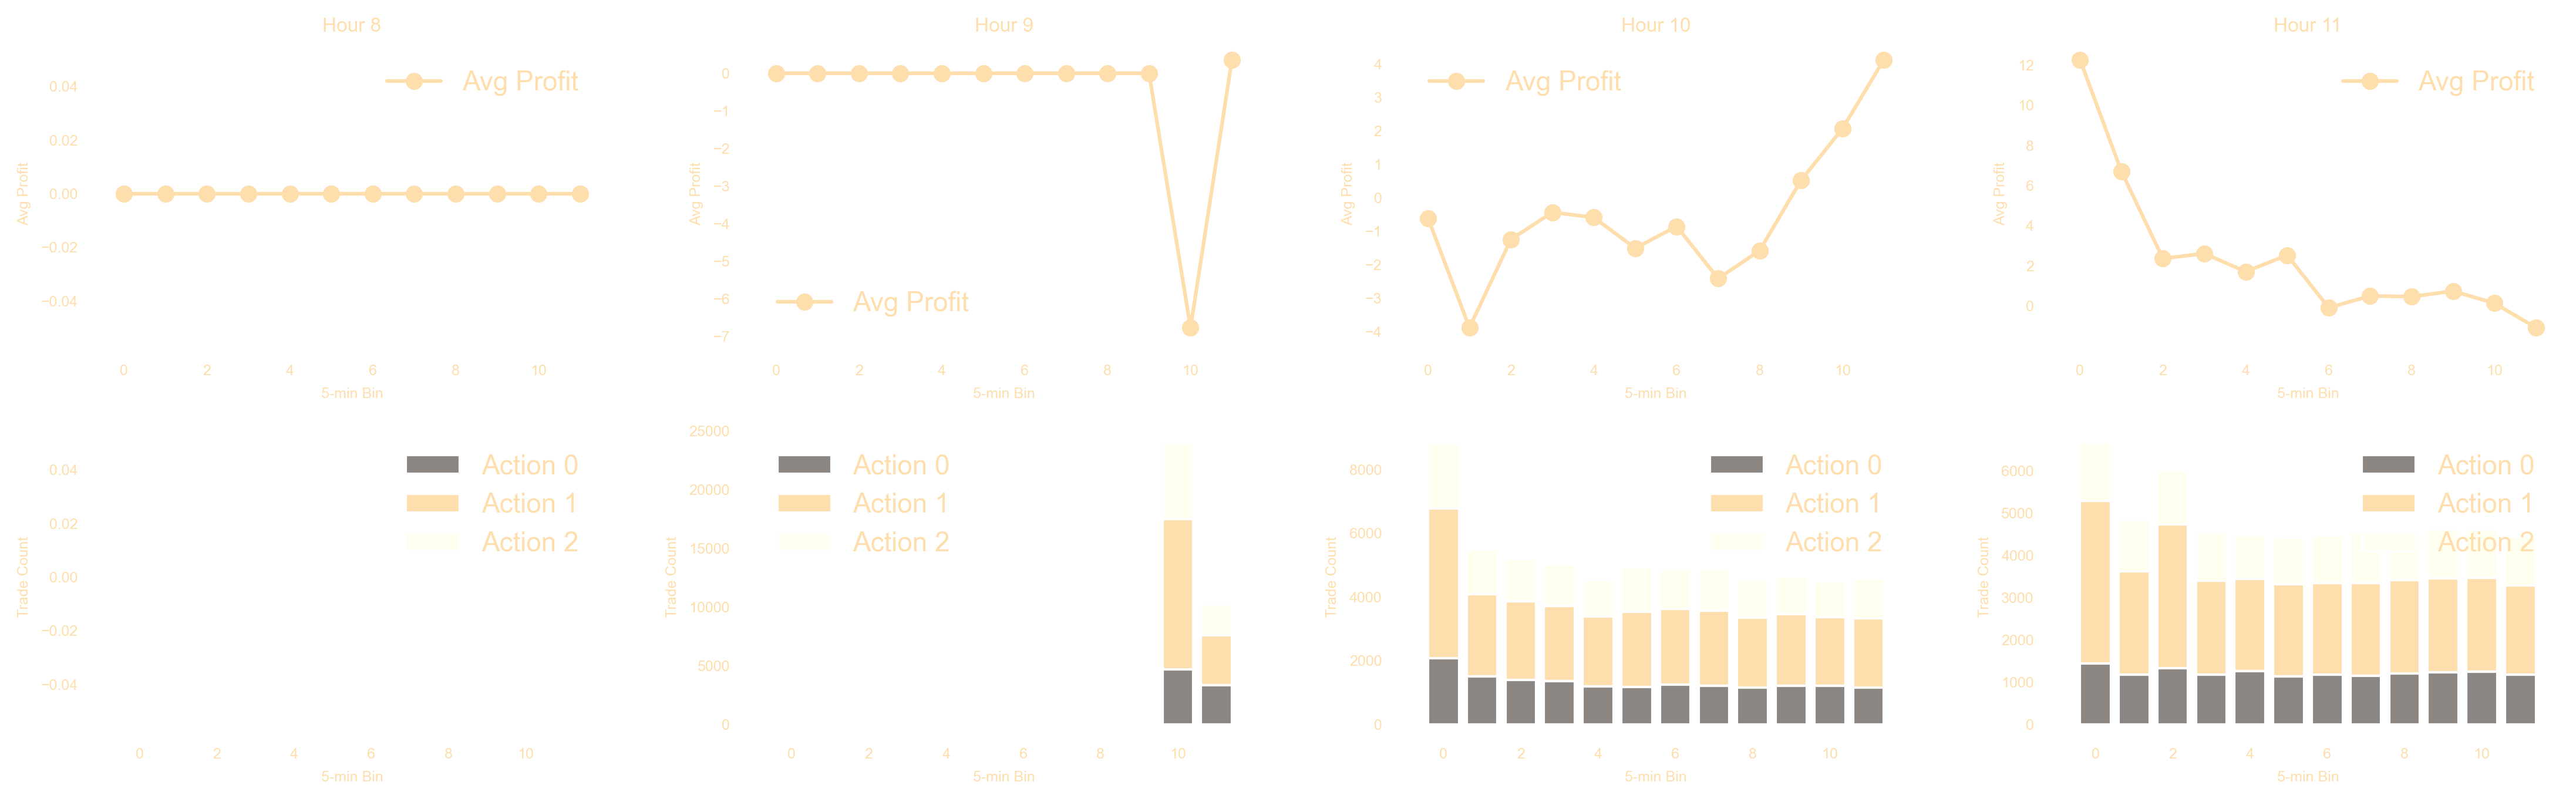 Hour 8
Avg Profit
0.04
0.02
0.00
−0.02
−0.04
Avg Profit
0 2 4 6 8 10
5-min Bin
Hour 9
Avg Profit
0
−1
−2
−3
−4
−5
−6
−7
Avg Profit
0 2 4 6 8 10
5-min Bin
Hour 10
Avg Profit
4
3
2
1
0
−1
−2
−3
−4
Avg Profit
0 2 4 6 8 10
5-min Bin
Hour 11
Avg Profit
12
10
8
6
4
2
0
Avg Profit
0 2 4 6 8 10
5-min Bin
Action 0
Action 1
Action 2
0.04
0.02
0.00
−0.02
−0.04
Trade Count
0 2 4 6 8 10
5-min Bin
Action 0
Action 1
Action 2
25000
20000
15000
10000
5000
0
Trade Count
0 2 4 6 8 10
5-min Bin
Action 0
Action 1
Action 2
8000
6000
4000
2000
0
Trade Count
0 2 4 6 8 10
5-min Bin
Action 0
Action 1
Action 2
6000
5000
4000
3000
2000
1000
0
Trade Count
0 2 4 6 8 10
5-min Bin